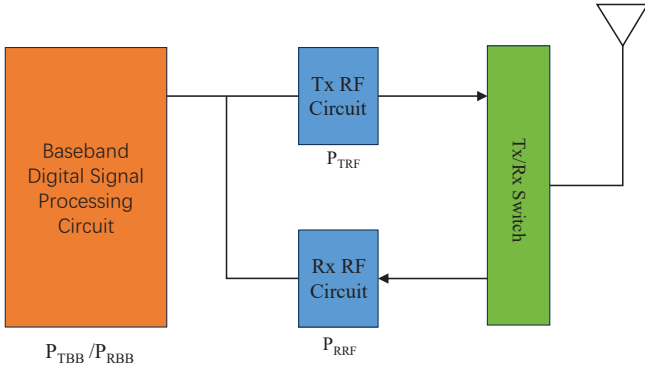 Baseband
Digital Signal
Processing
Circuit
P_TBB /P_RBB
Tx RF
Circuit
P_TRF
Rx RF
Circuit
P_RRF
Tx/Rx Switch